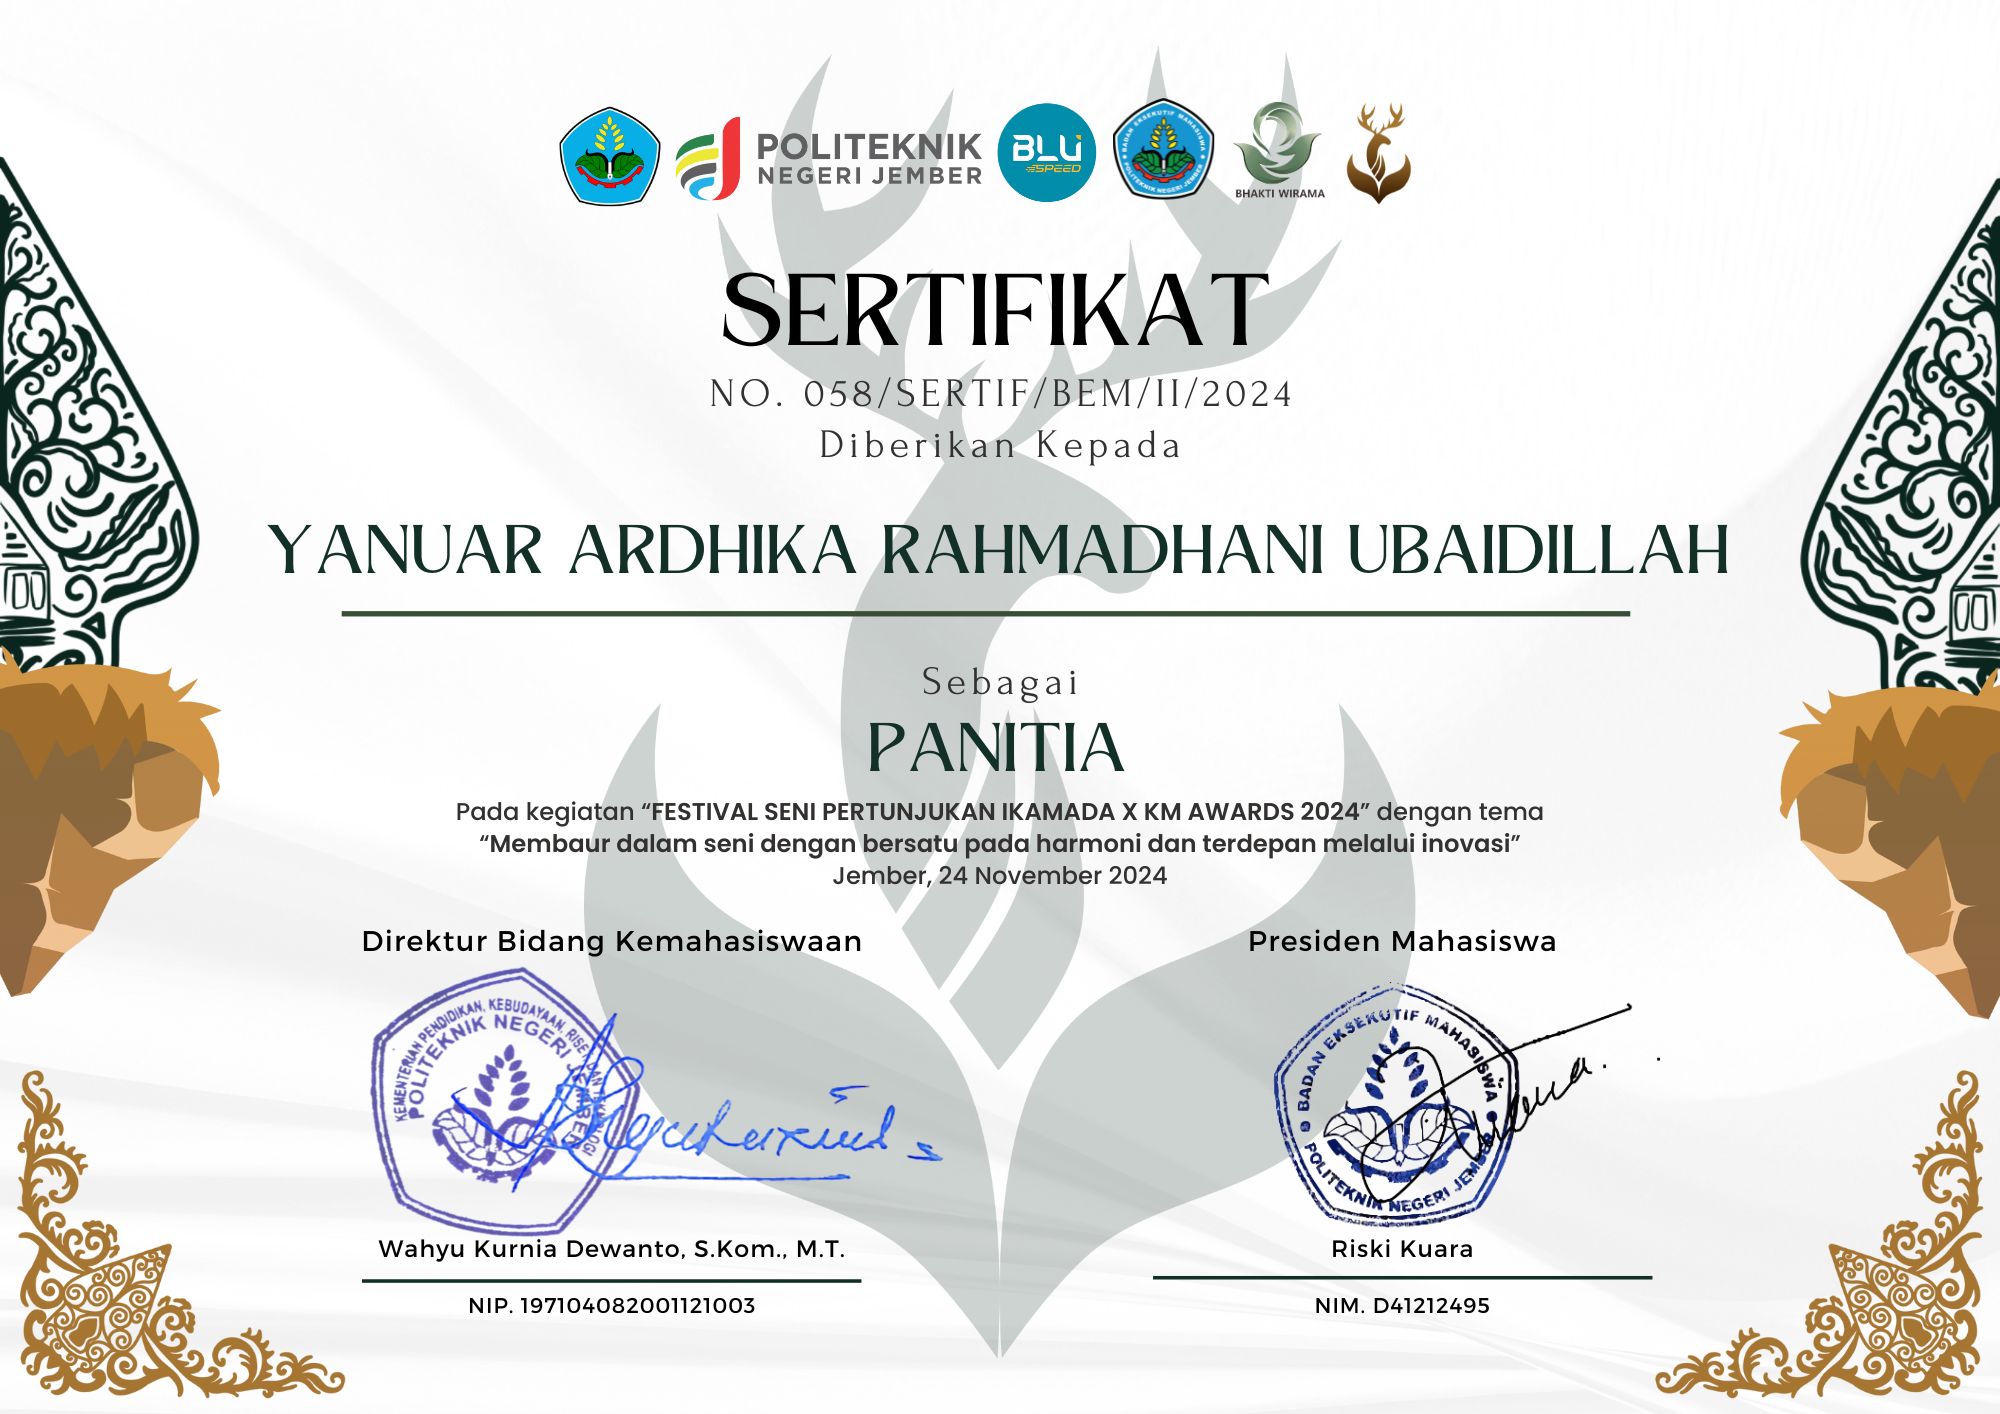 POLITEKNIK
NEGERI JEMBER
BLU
SPEED
BADAN EKSEKUTIF MAHASISWA
POLITEKNIK NEGERI JEMBER
BHAKTI WIRAMA
SERTIFIKAT
NO. 058/SERTIF/BEM/II/2024
Diberikan Kepada
YANUAR ARDHIKA RAHMADHANI UBAIDILLAH
Sebagai
PANITIA
Pada kegiatan “FESTIVAL SENI PERTUNJUKAN IKAMADA X KM AWARDS 2024” dengan tema
“Membaur dalam seni dengan bersatu pada harmoni dan terdepan melalui inovasi”
Jember, 24 November 2024
Direktur Bidang Kemahasiswaan
KEMENTERIAN PENDIDIKAN, KEBUDAYAAN, RISET, DAN TEKNOLOGI
POLITEKNIK NEGERI JEMBER
Wahyu Kurnia Dewanto, S.Kom., M.T.
NIP. 197104082001121003
Presiden Mahasiswa
BADAN EKSEKUTIF MAHASISWA
POLITEKNIK NEGERI JEMBER
Riski Kuara
NIM. D41212495